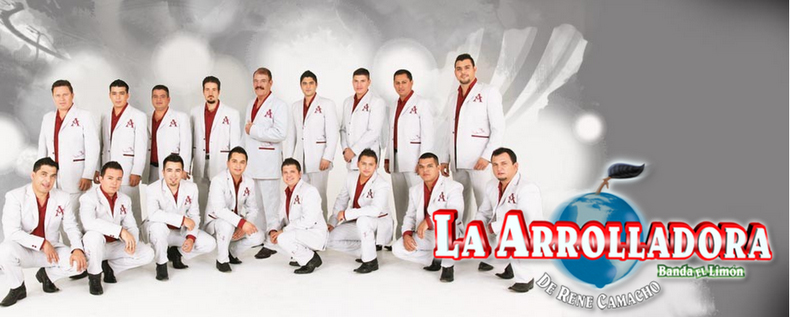 LA ARROLLADORA
Banda EL Limón
DE RENE CAMACHO